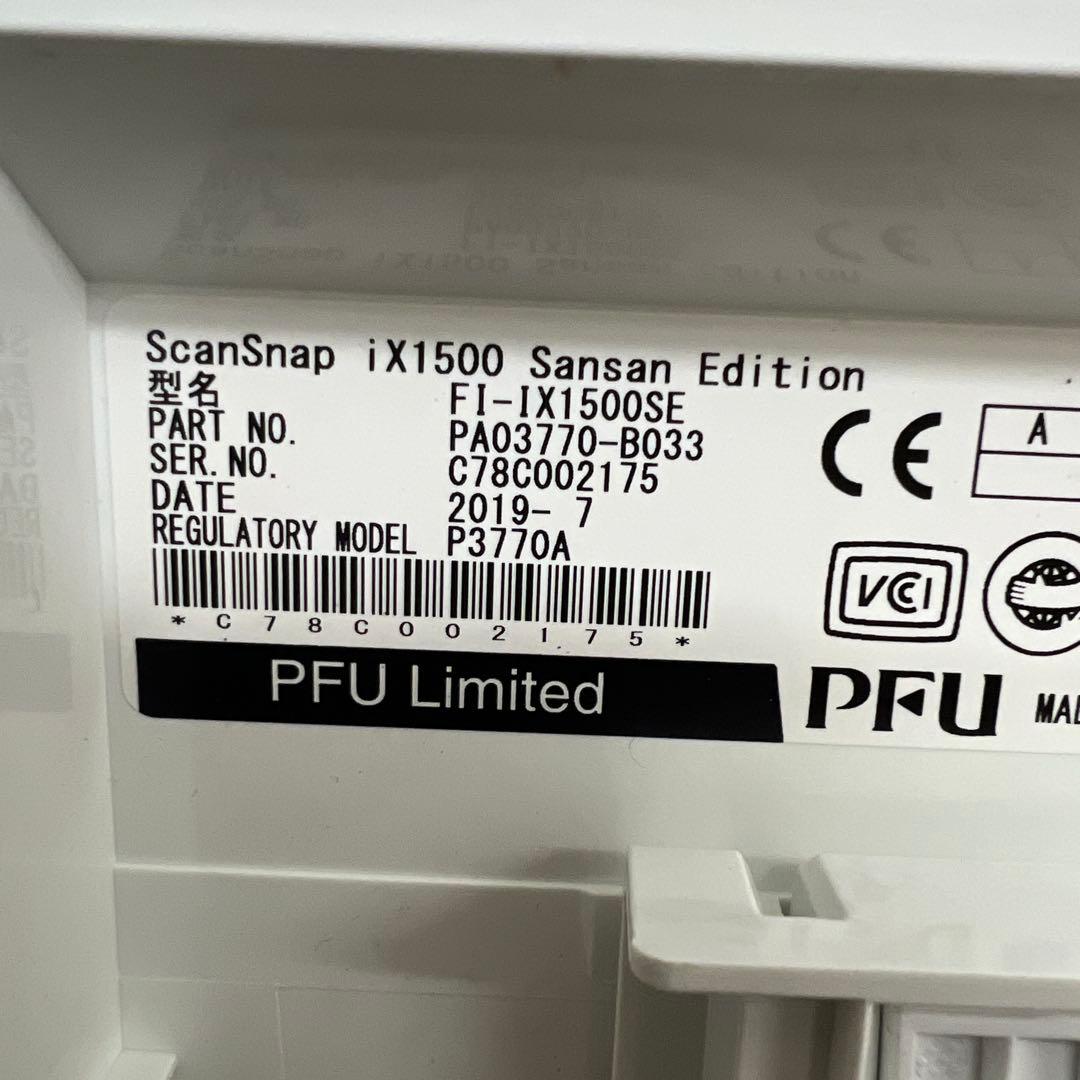 ScanSnap iX1500 Sansan Edition
型名 FI-IX1500SE
PART NO. PA03770-B033
SER.NO. C78C002175
DATE 2019- 7
REGULATORY MODEL P3770A
*C78C002175*
PFU Limited
CE
A
VCI
PFU